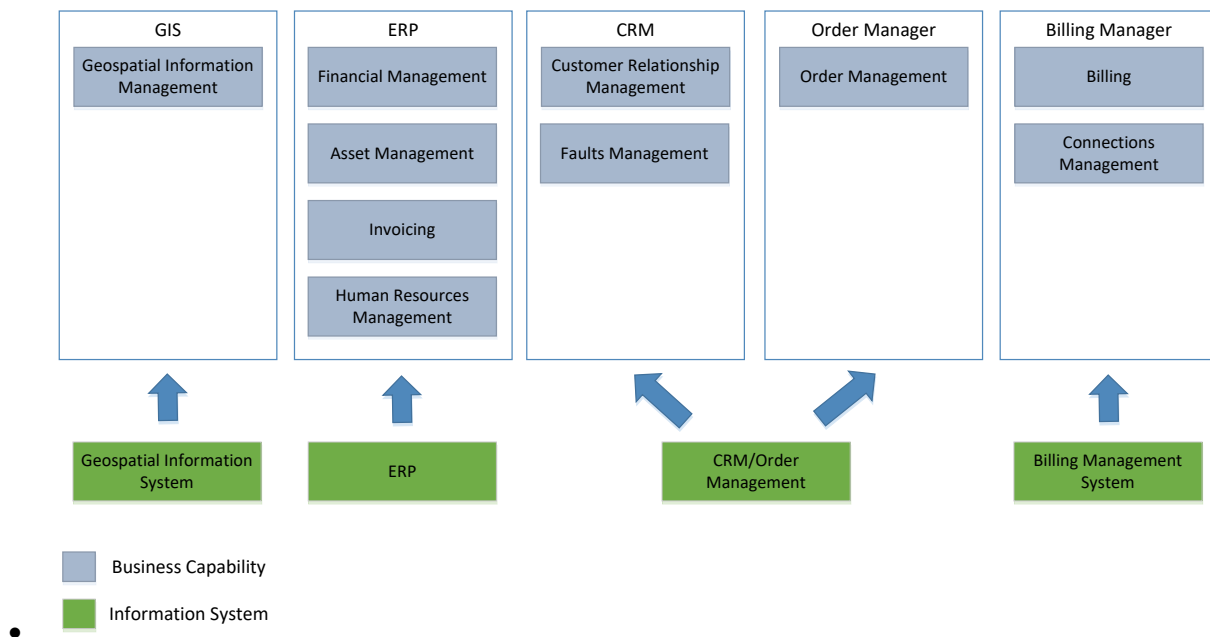 GIS
ERP
CRM
Order Manager
Billing Manager
Geospatial Information
Management
Financial Management
Customer Relationship
Management
Order Management
Billing
Asset Management
Faults Management
Connections
Management
Invoicing
Human Resources
Management
Geospatial Information
System
ERP
CRM/Order
Management
Billing Management
System
Business Capability
Information System